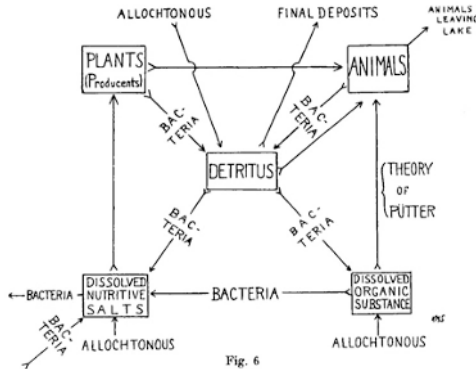 ALLOCHTONOUS
FINAL DEPOSITS
ANIMALS
LEAVING
LAKE
PLANTS
(Producents)
ANIMALS
BAC-
TERIA
BAC-
TERIA
DETRITUS
THEORY
OF
PÜTTER
BAC-
TERIA
BAC-
TERIA
DISSOLVED
NUTRITIVE
SALTS
DISSOLVED
ORGANIC
SUBSTANCE
BACTERIA
BACTERIA
BAC-
TERIA
ALLOCHTONOUS
ALLOCHTONOUS
Fig. 6